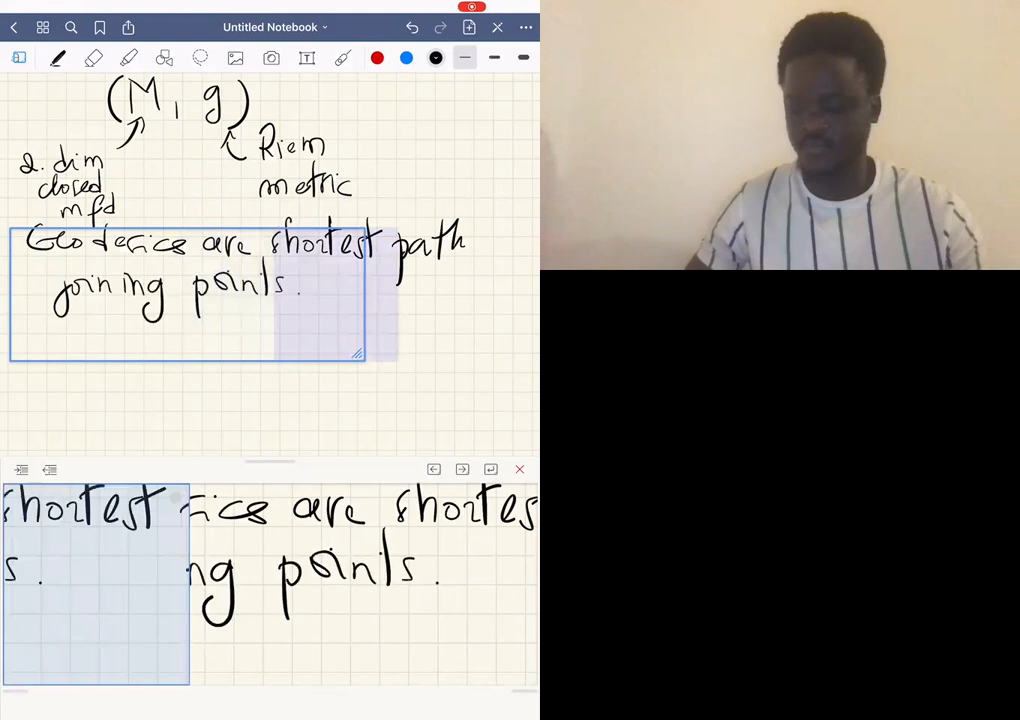 Untitled Notebook
(M, g)
2. dim
closed
mfd
Riem
metric
Geodesics are shortest path
joining points.
shortest
s.
ics are shortes
ng points.